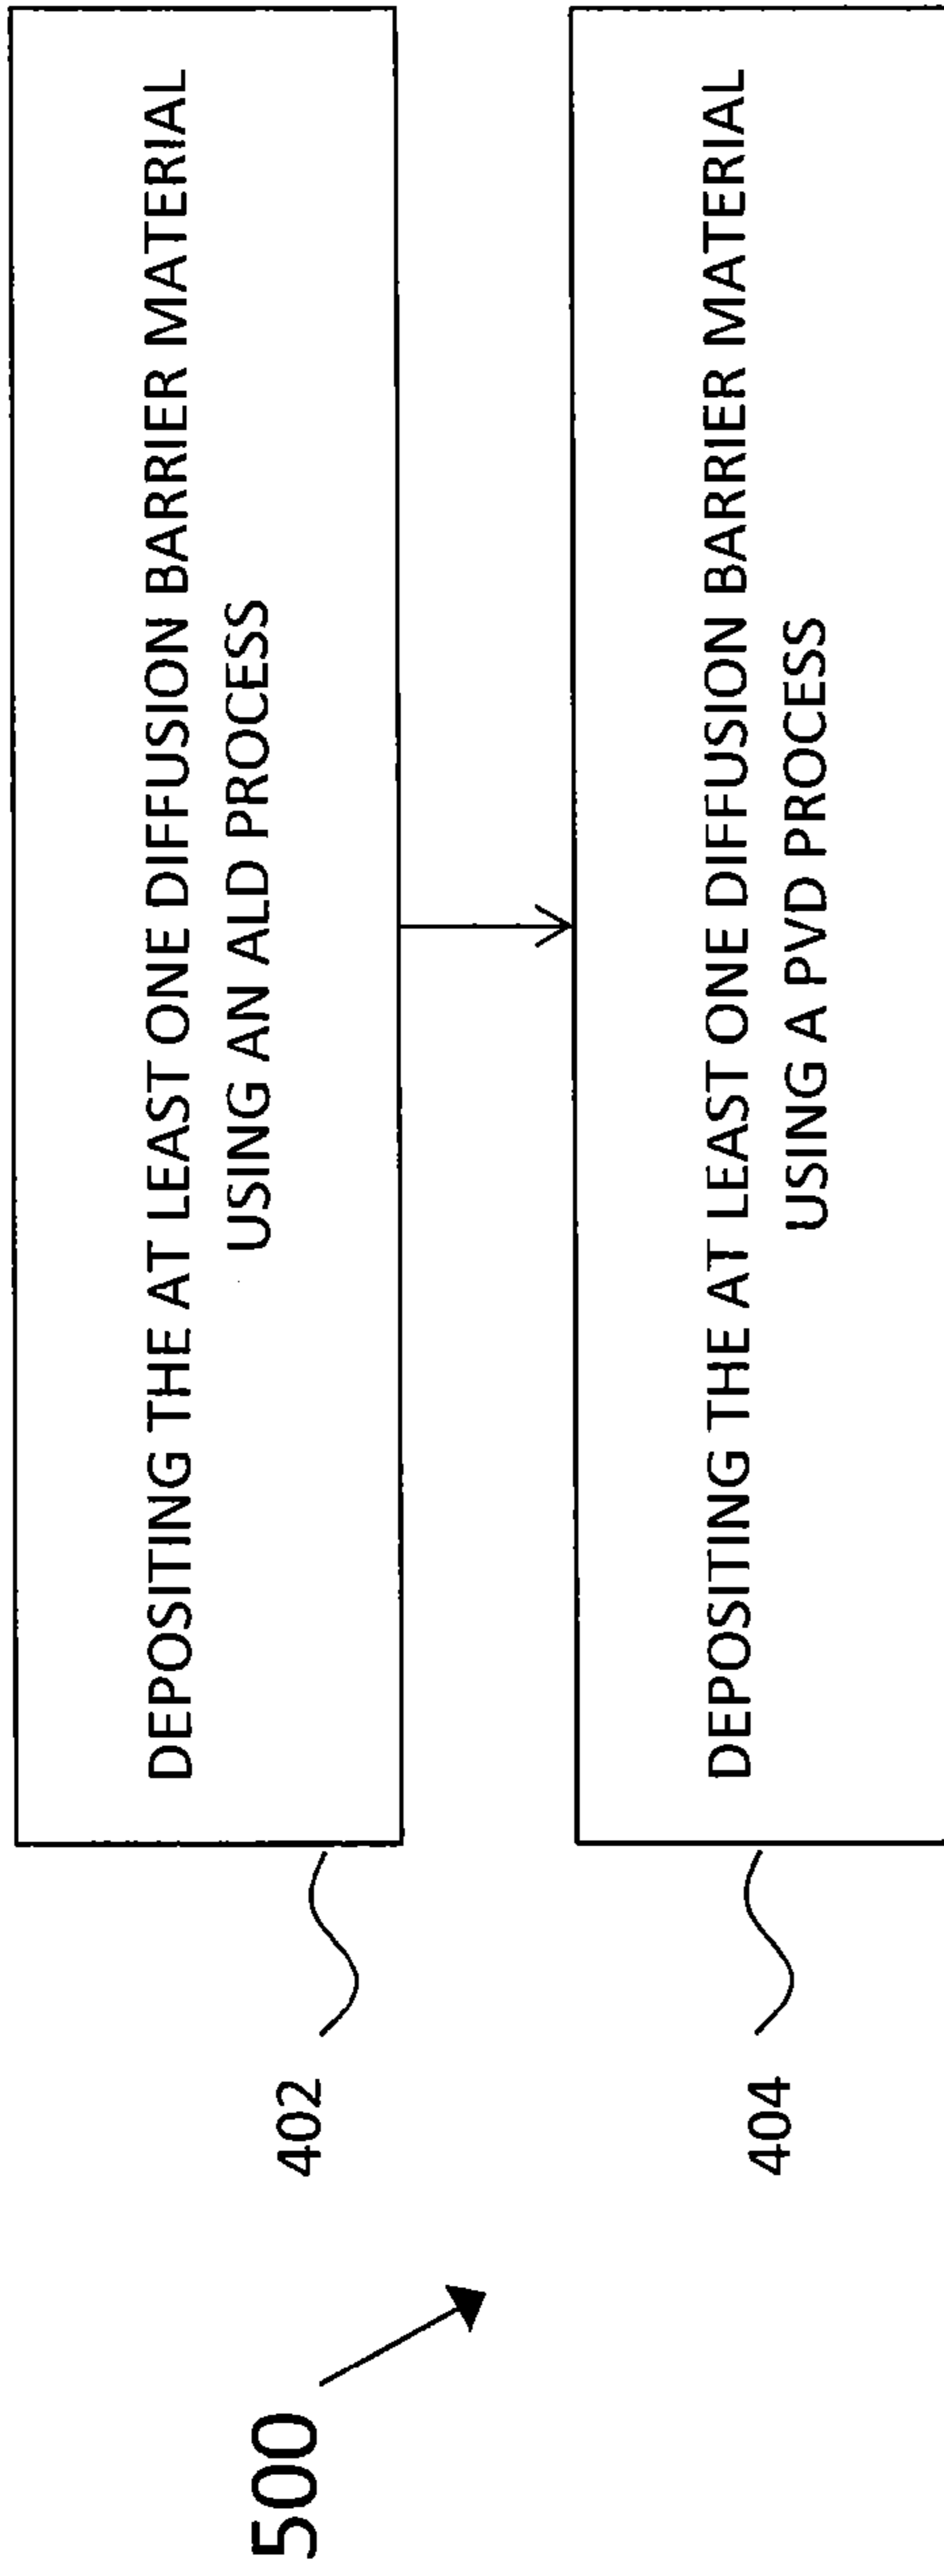 500
402
DEPOSITING THE AT LEAST ONE DIFFUSION BARRIER MATERIAL
USING AN ALD PROCESS
404
DEPOSITING THE AT LEAST ONE DIFFUSION BARRIER MATERIAL
USING A PVD PROCESS